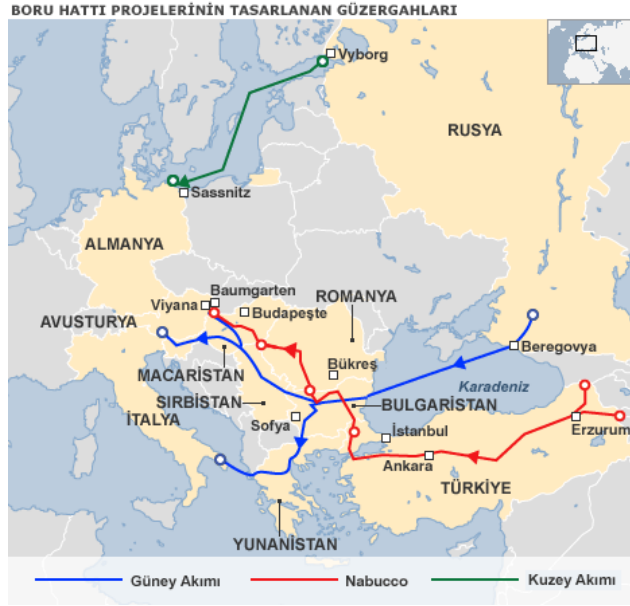 BORU HATTI PROJELERİNİN TASARLANAN GÜZERGAHLARI
Vyborg
RUSYA
Sassnitz
ALMANYA
Baumgarten
Viyana
Budapeşte
ROMANYA
AVUSTURYA
Beregovya
MACARİSTAN
Bükreş
Karadeniz
SIRBİSTAN
BULGARİSTAN
İTALYA
Sofya
İstanbul
Erzurum
Ankara
TÜRKİYE
YUNANİSTAN
Güney Akımı
Nabucco
Kuzey Akımı